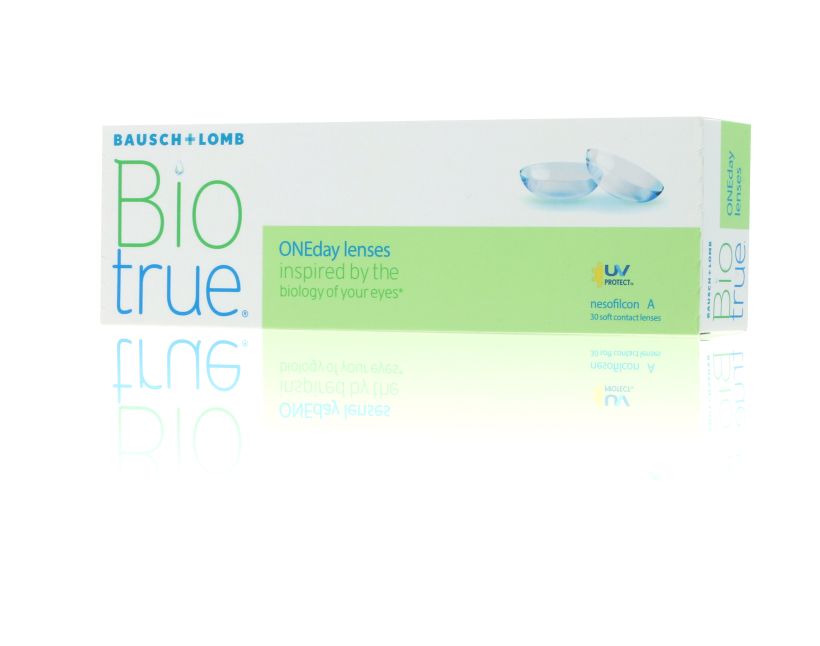 BAUSCH+LOMB
Bio
true®
ONEday lenses
inspired by the
biology of your eyes*
UV
PROTECT™
nesofilcon A
30 soft contact lenses
BAUSCH+LOMB
Bio
true
ONEday
lenses